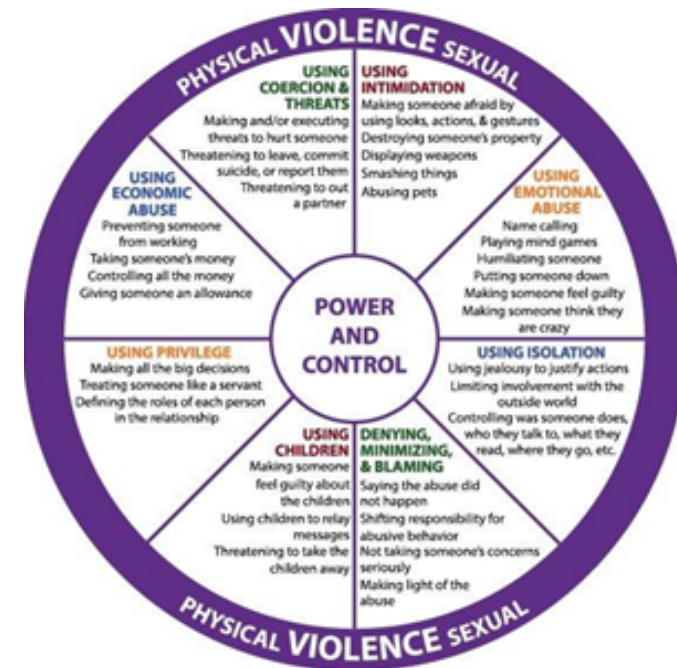 PHYSICAL VIOLENCE SEXUAL
USING
COERCION &
THREATS
Making and/or executing
threats to hurt someone
Threatening to leave, commit
suicide, or report them
Threatening to out
a partner
USING
INTIMIDATION
Making someone afraid by
using looks, actions, & gestures
Destroying someone's property
Displaying weapons
Smashing things
Abusing pets
USING
EMOTIONAL
ABUSE
Name calling
Playing mind games
Humiliating someone
Putting someone down
Making someone feel guilty
Making someone think they
are crazy
USING ISOLATION
Using jealousy to justify actions
Limiting involvement with the
outside world
Controlling was someone does,
who they talk to, what they
read, where they go, etc.
DENYING,
MINIMIZING,
& BLAMING
Saying the abuse did
not happen
Shifting responsibility for
abusive behavior
Not taking someone's concerns
seriously
Making light of the
abuse
USING
CHILDREN
Making someone
feel guilty about
the children
Using children to relay
messages
Threatening to take the
children away
USING PRIVILEGE
Making all the big decisions
Treating someone like a servant
Defining the roles of each person
in the relationship
USING
ECONOMIC
ABUSE
Preventing someone
from working
Taking someone's money
Controlling all the money
Giving someone an allowance
POWER
AND
CONTROL
PHYSICAL VIOLENCE SEXUAL